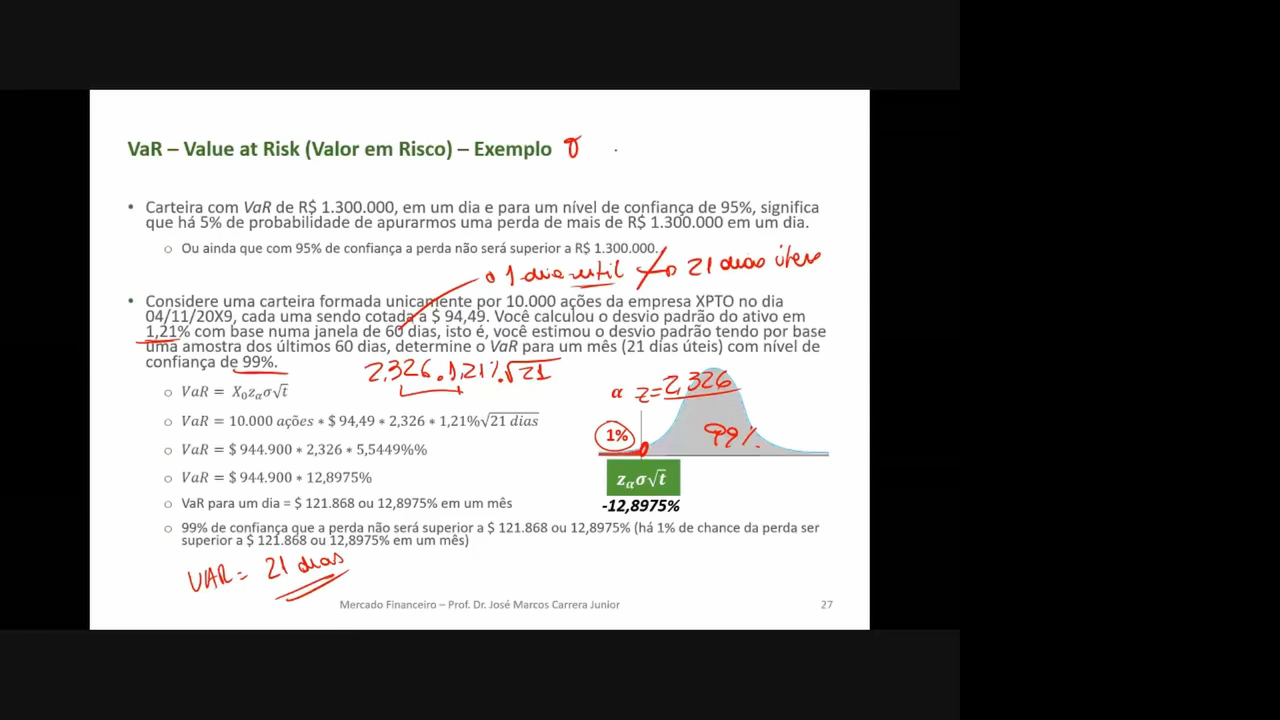 VaR – Value at Risk (Valor em Risco) – Exemplo
• Carteira com VaR de R$ 1.300.000, em um dia e para um nível de confiança de 95%, significa
que há 5% de probabilidade de apurarmos uma perda de mais de R$ 1.300.000 em um dia.
o Ou ainda que com 95% de confiança a perda não será superior a R$ 1.300.000.
1 dia útil 21 dias úteis
• Considere uma carteira formada unicamente por 10.000 ações da empresa XPTO no dia
04/11/20X9, cada uma sendo cotada a $ 94,49. Você calculou o desvio padrão do ativo em
1,21% com base numa janela de 60 dias, isto é, você estimou o desvio padrão tendo por base
uma amostra dos últimos 60 dias, determine o VaR para um mês (21 dias úteis) com nível de
confiança de 99%.
2,326 . 1,21% . √21
α z = 2,326
o VaR = X₀zασ√t
o VaR = 10.000 ações * $ 94,49 * 2,326 * 1,21%√21 dias
1% 99%
o VaR = $ 944.900 * 2,326 * 5,5449%%
o VaR = $ 944.900 * 12,8975%
zασ√t
o VaR para um dia = $ 121.868 ou 12,8975% em um mês
-12,8975%
o 99% de confiança que a perda não será superior a $ 121.868 ou 12,8975% (há 1% de chance da perda ser
superior a $ 121.868 ou 12,8975% em um mês)
VAR = 21 dias
Mercado Financeiro – Prof. Dr. José Marcos Carrera Junior 27